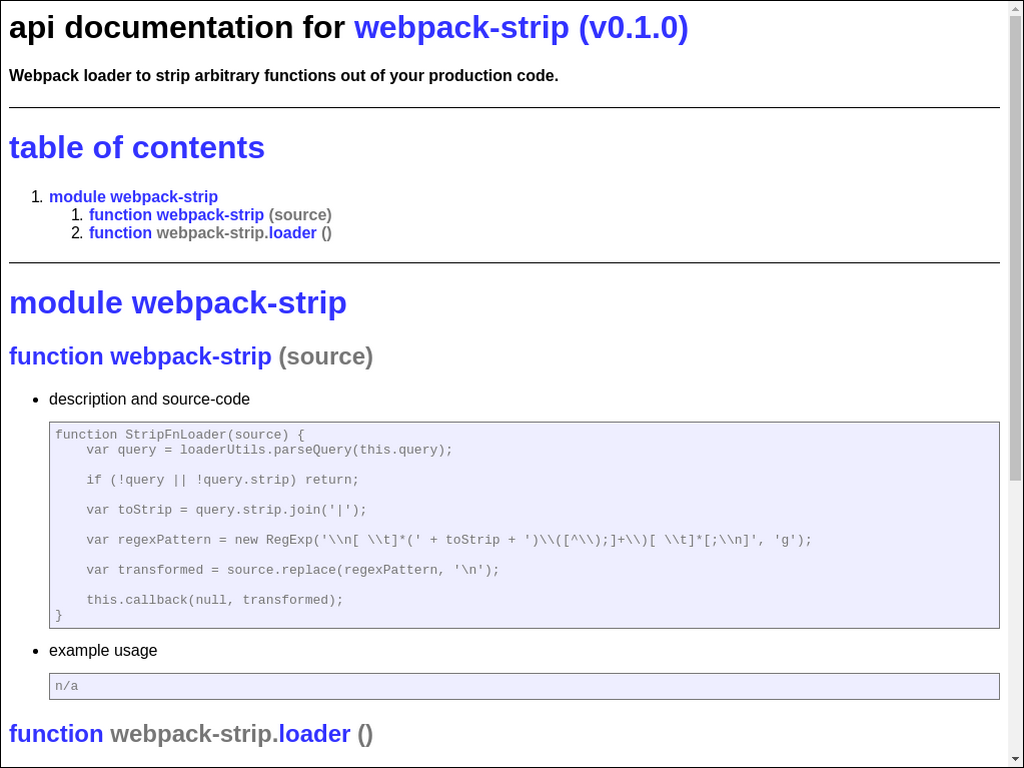 api documentation for webpack-strip (v0.1.0)
Webpack loader to strip arbitrary functions out of your production code.
table of contents
1. module webpack-strip
1. function webpack-strip (source)
2. function webpack-strip.loader ()
module webpack-strip
function webpack-strip (source)
• description and source-code
function StripFnLoader(source) {
    var query = loaderUtils.parseQuery(this.query);
    if (!query || !query.strip) return;
    var toStrip = query.strip.join('|');
    var regexPattern = new RegExp('\\n[ \\t]*(' + toStrip + ')\\([^\\);]+\\)[ \\t]*[;\\n]', 'g');
    var transformed = source.replace(regexPattern, '\n');
    this.callback(null, transformed);
}
• example usage
n/a
function webpack-strip.loader ()